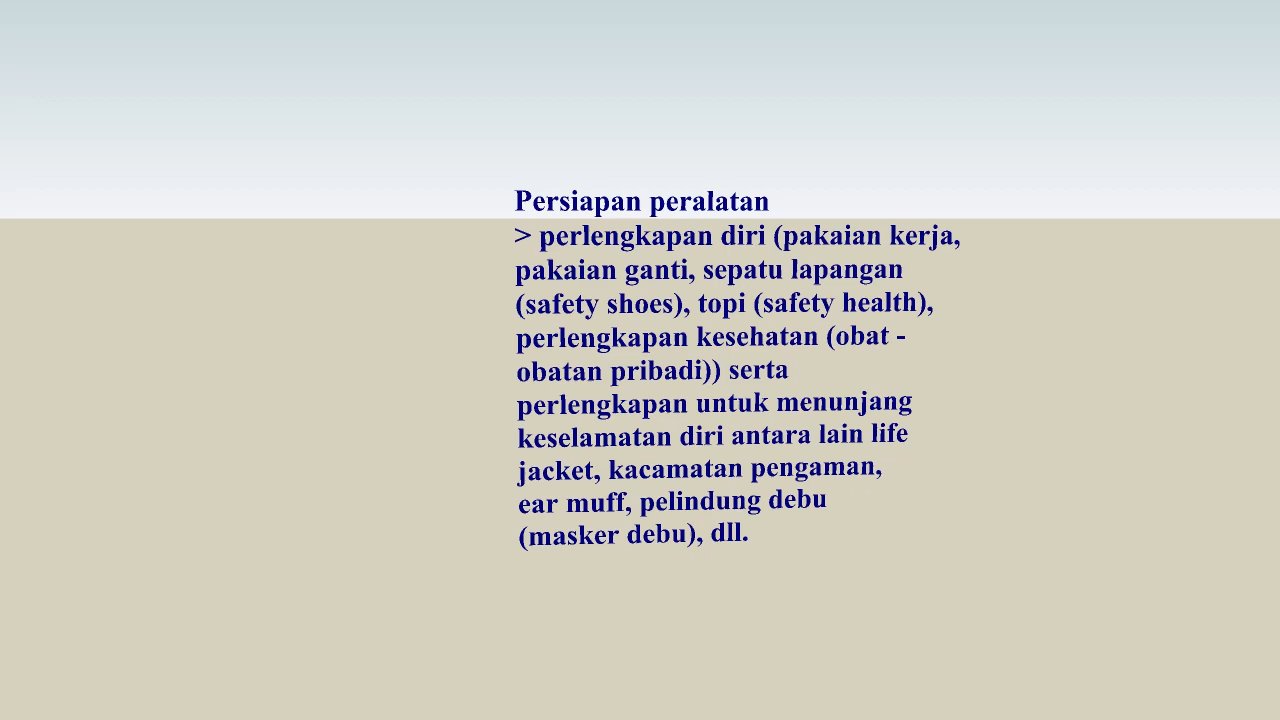 Persiapan peralatan
> perlengkapan diri (pakaian kerja,
pakaian ganti, sepatu lapangan
(safety shoes), topi (safety health),
perlengkapan kesehatan (obat -
obatan pribadi)) serta
perlengkapan untuk menunjang
keselamatan diri antara lain life
jacket, kacamatan pengaman,
ear muff, pelindung debu
(masker debu), dll.